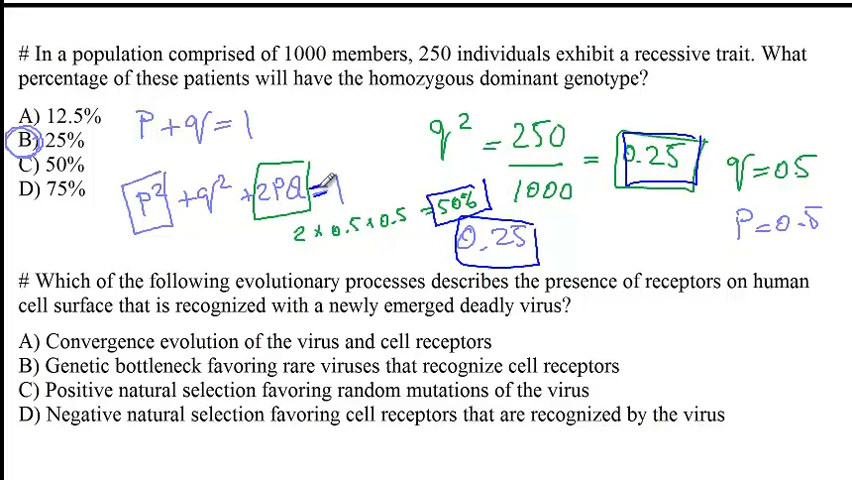 # In a population comprised of 1000 members, 250 individuals exhibit a recessive trait. What
percentage of these patients will have the homozygous dominant genotype?
A) 12.5%
B) 25%
C) 50%
D) 75%
P + q = 1
p² + q² + 2PQ = 1
2 × 0.5 × 0.5 = 50%
0.25
q² = 250 / 1000 = 0.25
q = 0.5
P = 0.5
# Which of the following evolutionary processes describes the presence of receptors on human
cell surface that is recognized with a newly emerged deadly virus?
A) Convergence evolution of the virus and cell receptors
B) Genetic bottleneck favoring rare viruses that recognize cell receptors
C) Positive natural selection favoring random mutations of the virus
D) Negative natural selection favoring cell receptors that are recognized by the virus